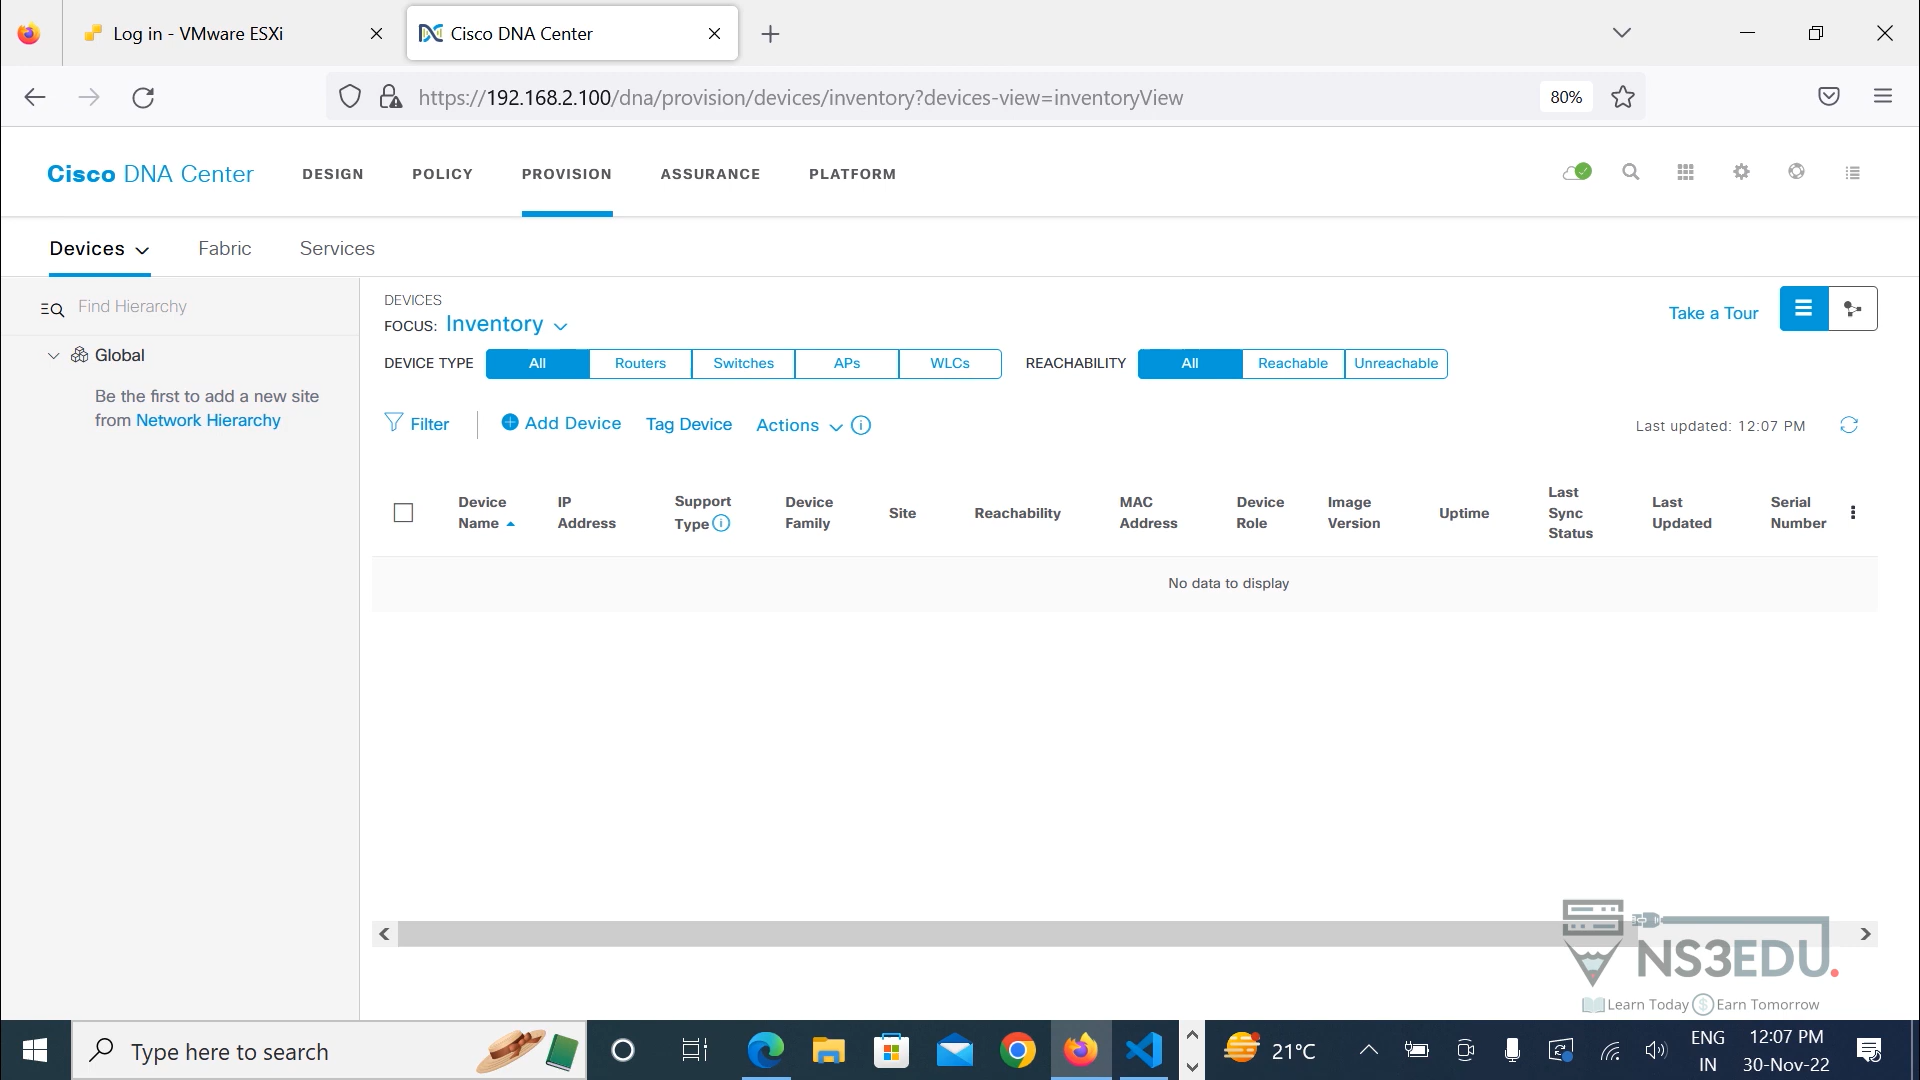 Log in - VMware ESXi
Cisco DNA Center
https://192.168.2.100/dna/provision/devices/inventory?devices-view=inventoryView
80%
Cisco DNA Center
DESIGN
POLICY
PROVISION
ASSURANCE
PLATFORM
Devices
Fabric
Services
Find Hierarchy
Global
Be the first to add a new site
from Network Hierarchy
DEVICES
FOCUS: Inventory
Take a Tour
DEVICE TYPE
All
Routers
Switches
APs
WLCs
REACHABILITY
All
Reachable
Unreachable
Filter
Add Device
Tag Device
Actions
Last updated: 12:07 PM
Device
Name
IP
Address
Support
Type
Device
Family
Site
Reachability
MAC
Address
Device
Role
Image
Version
Uptime
Last
Sync
Status
Last
Updated
Serial
Number
No data to display
NS3EDU.
Learn Today $ Earn Tomorrow
Type here to search
21°C
ENG
IN
12:07 PM
30-Nov-22